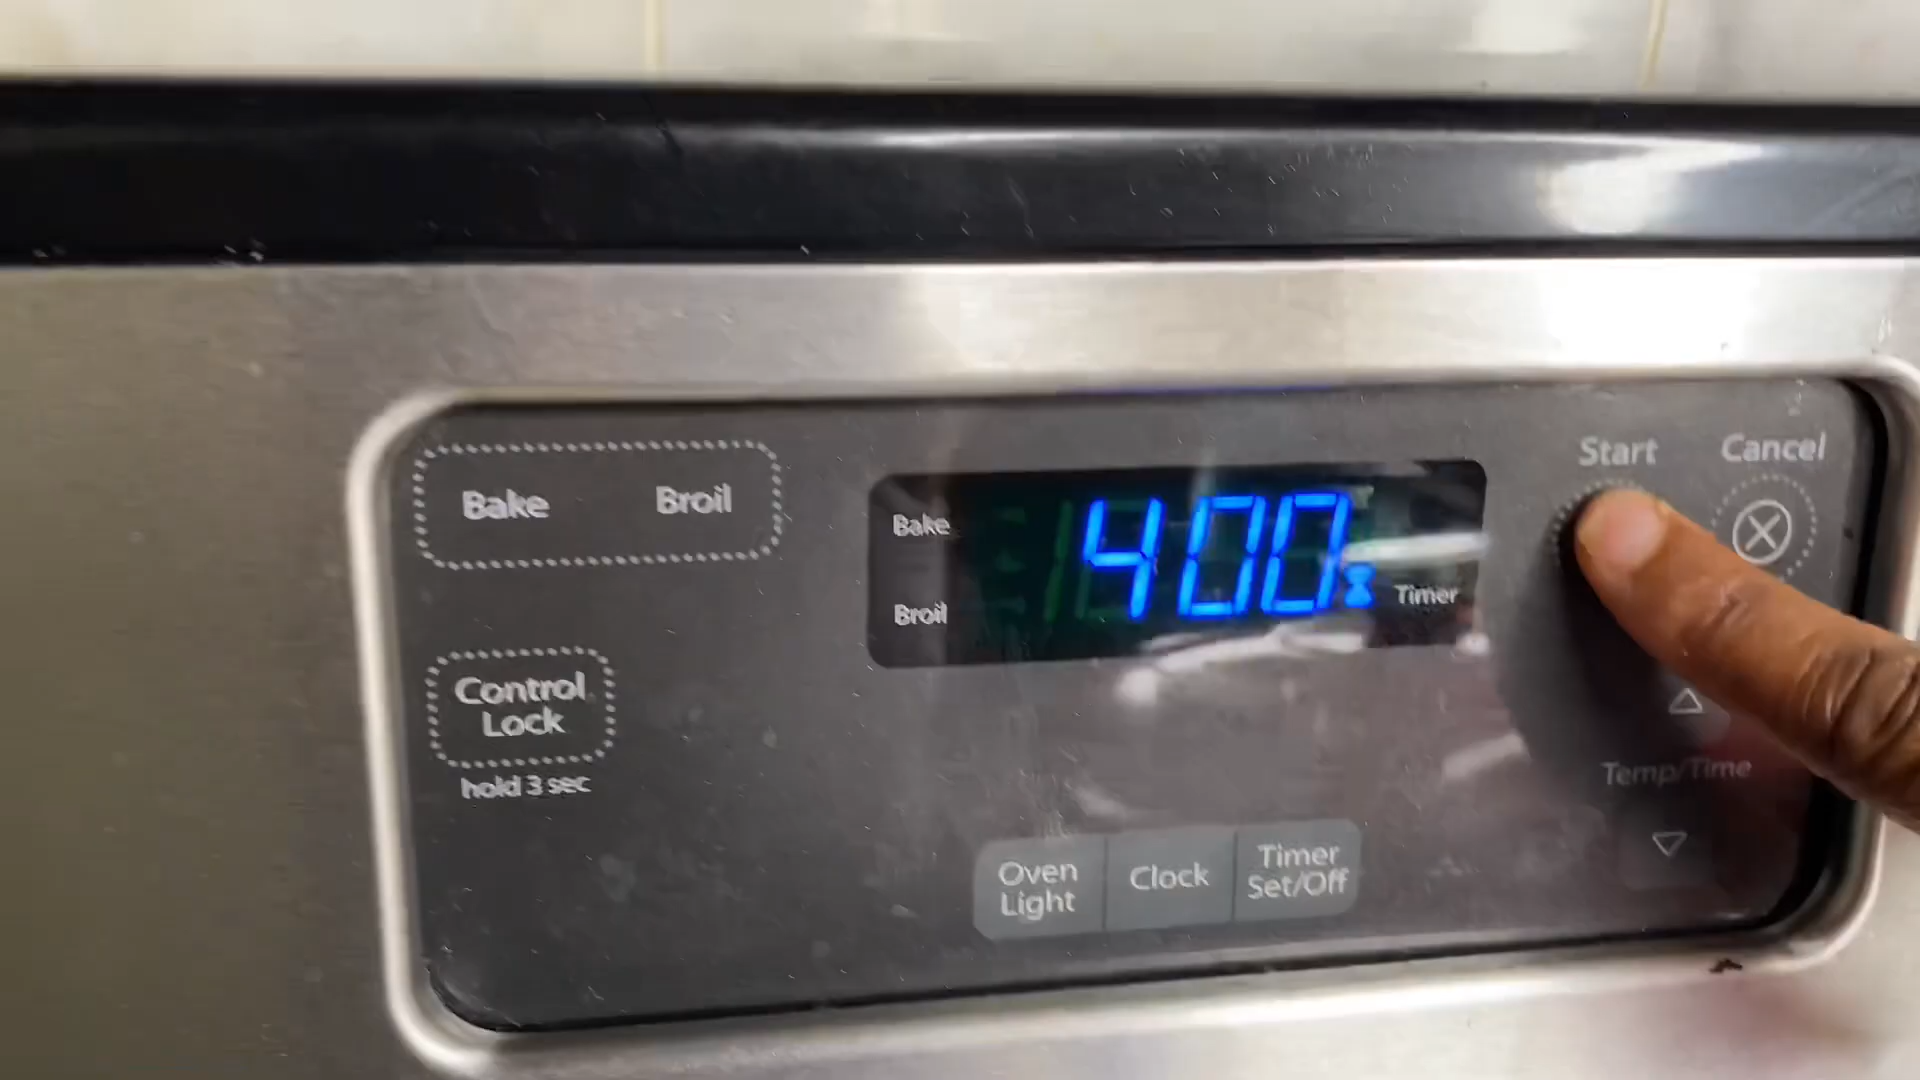 Start Cancel
Bake Broil
Bake
400
Timer
Broil
Control
Lock
hold 3 sec
Temp/Time
Oven
Light
Clock
Timer
Set/Off